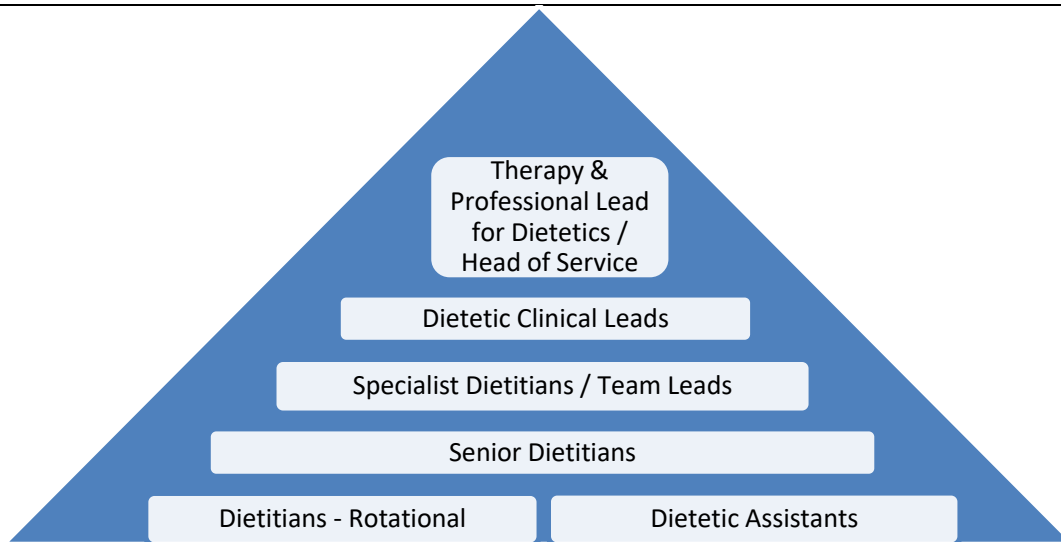 Therapy &
Professional Lead
for Dietetics /
Head of Service
Dietetic Clinical Leads
Specialist Dietitians / Team Leads
Senior Dietitians
Dietitians - Rotational
Dietetic Assistants